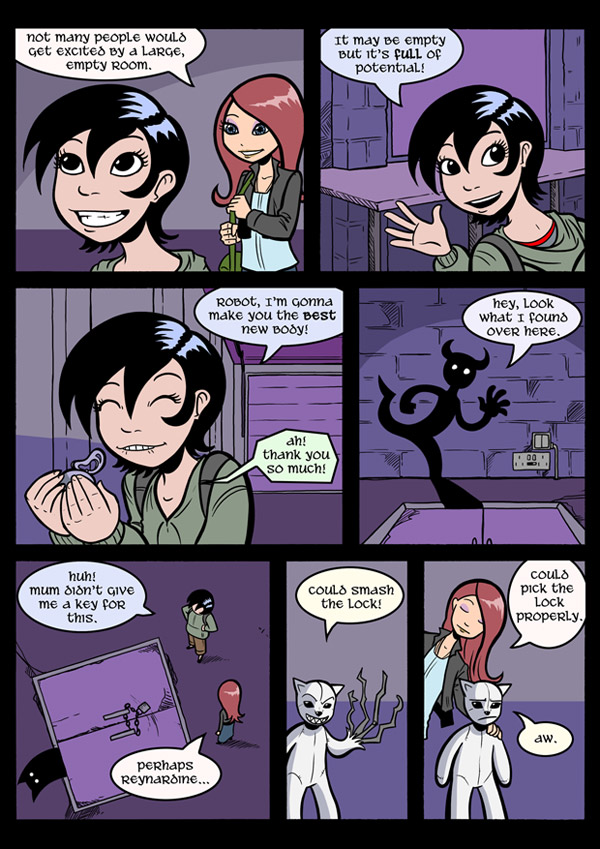 Not many people would
get excited by a large,
empty room.
It may be empty
but it's full of
potential!
Robot, I'm gonna
make you the best
new body!
Ah!
Thank you
so much!
Hey, look
what I found
over here.
Huh!
Mum didn't give
me a key for
this.
Perhaps
Reynardine...
Could smash
the lock!
Could
pick the
lock
properly.
Aw.